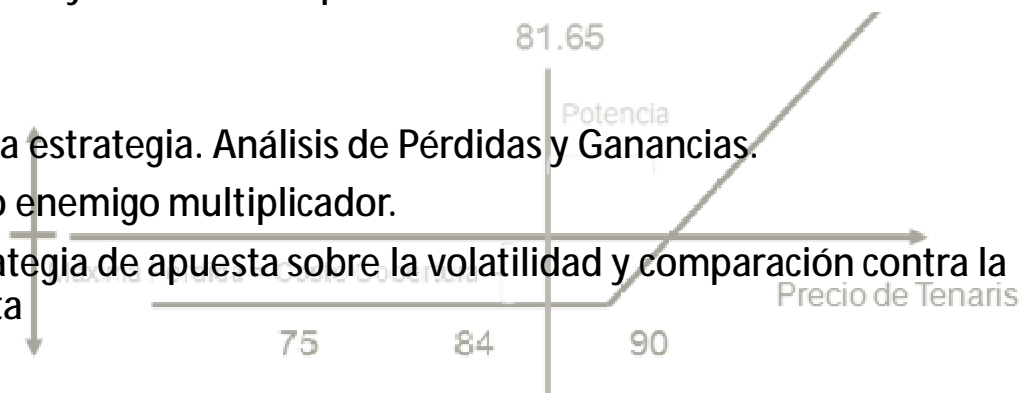 81.65
Potencia
a estrategia. Análisis de Pérdidas y Ganancias.
o enemigo multiplicador.
ategia de apuesta sobre la volatilidad y comparación contra la
Precio de Tenaris
ta
75 84 90